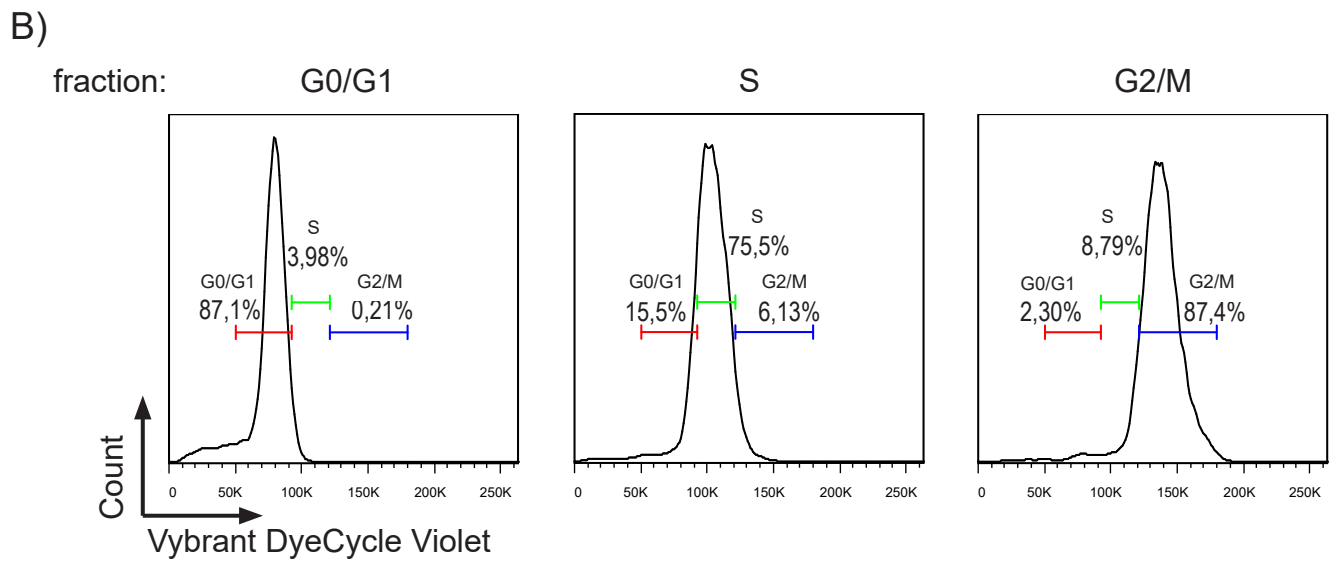 B)
fraction:
G0/G1
S
3,98%
G0/G1
87,1%
G2/M
0,21%
0 50K 100K 150K 200K 250K
S
S
75,5%
G0/G1
15,5%
G2/M
6,13%
0 50K 100K 150K 200K 250K
G2/M
S
8,79%
G0/G1
2,30%
G2/M
87,4%
0 50K 100K 150K 200K 250K
Count
Vybrant DyeCycle Violet